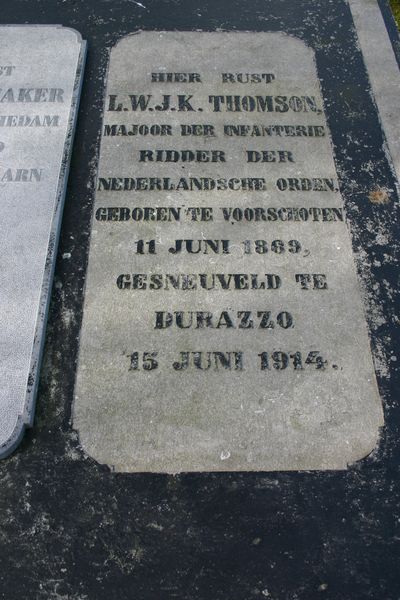 HIER RUST
L.W.J.K. THOMSON,
MAJOOR DER INFANTERIE
RIDDER DER
NEDERLANDSCHE ORDEN,
GEBOREN TE VOORSCHOTEN
11 JUNI 1869,
GESNEUVELD TE
DURAZZO
15 JUNI 1914.